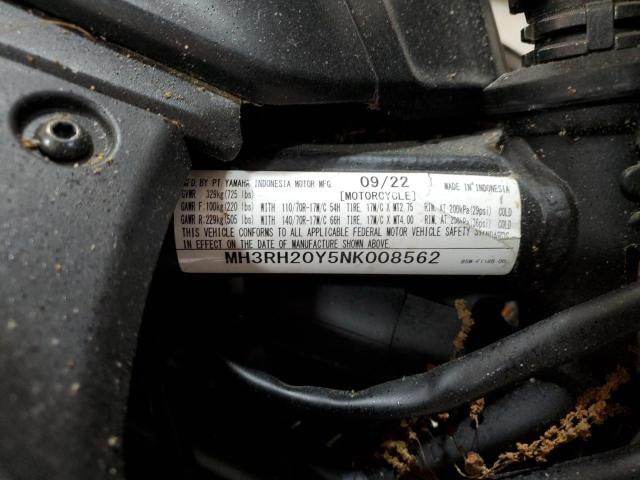 MFD. BY PT. YAMAHA INDONESIA MOTOR MFG. 09/22 MADE IN INDONESIA
GVWR 329kg(725 lbs) [MOTORCYCLE]
GAWR F: 100kg(220 lbs) WITH 110/70R-17M/C 54H TIRE, 17M/C X MT2.75 RIM, AT 200kPa(29psi) COLD
GAWR R: 229kg(505 lbs) WITH 140/70R-17M/C 66H TIRE, 17M/C X MT4.00 RIM, AT COLD
THIS VEHICLE CONFORMS TO ALL APPLICABLE FEDERAL MOTOR VEHICLE SAFETY STANDARDS
IN EFFECT ON THE DATE OF MANUFACTURE SHOWN ABOVE.
MH3RH20Y5NK008562